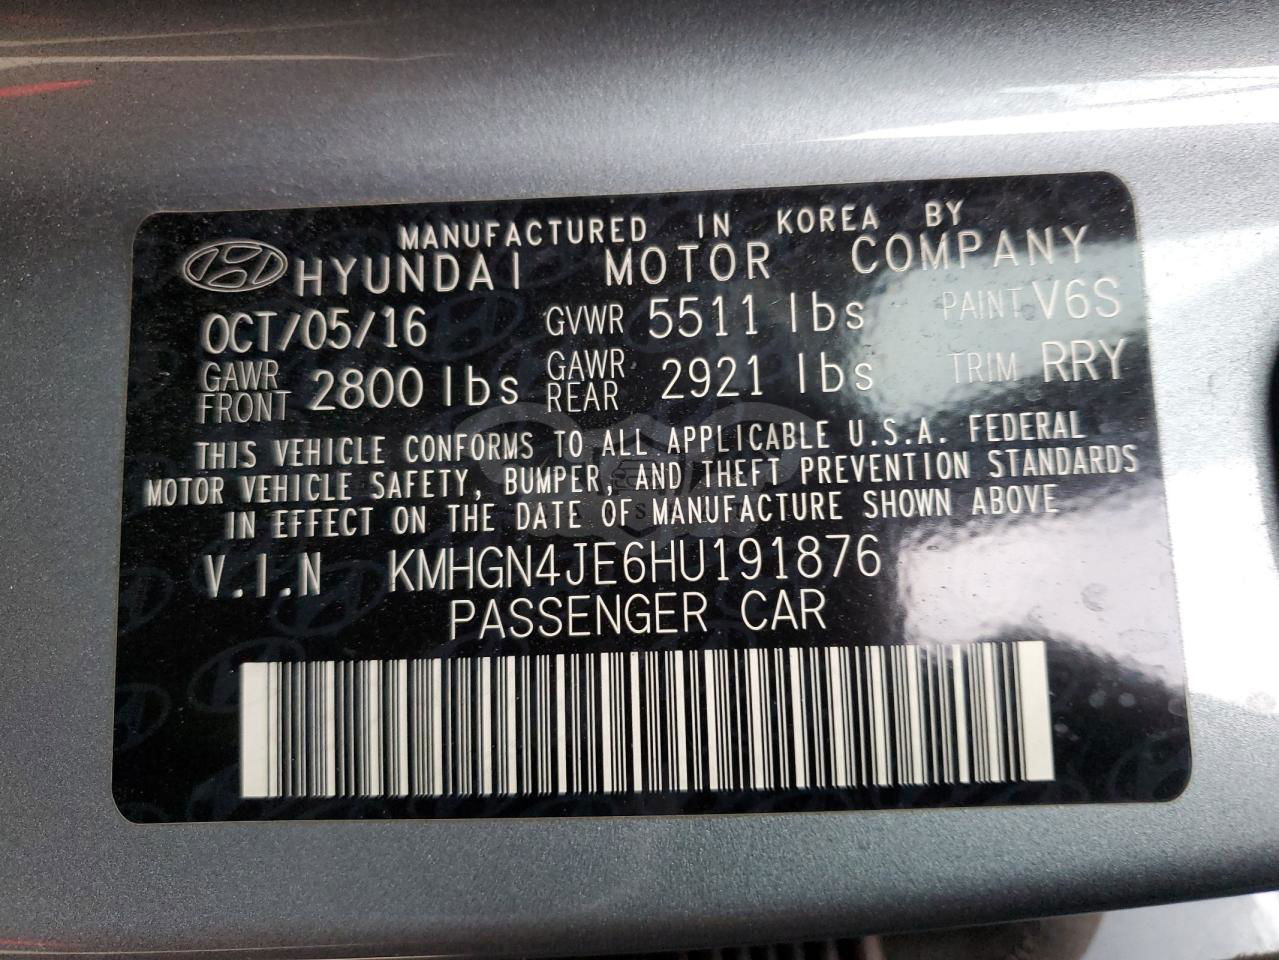 MANUFACTURED IN KOREA BY
HYUNDAI MOTOR COMPANY
OCT/05/16 GVWR 5511 lbs PAINT V6S
GAWR FRONT 2800 lbs GAWR REAR 2921 lbs TRIM RRY
THIS VEHICLE CONFORMS TO ALL APPLICABLE U.S.A. FEDERAL
MOTOR VEHICLE SAFETY, BUMPER, AND THEFT PREVENTION STANDARDS
IN EFFECT ON THE DATE OF MANUFACTURE SHOWN ABOVE
V.I.N KMHGN4JE6HU191876
PASSENGER CAR